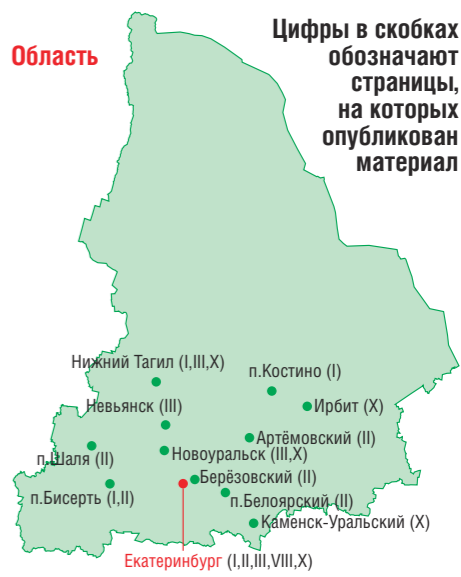 Область
Цифры в скобках
обозначают
страницы,
на которых
опубликован
материал
Нижний Тагил (I,III,X)
п.Костино (I)
Невьянск (III)
Ирбит (X)
Артёмовский (II)
п.Шаля (II)
Новоуральск (III,X)
Берёзовский (II)
п.Бисерть (I,II)
п.Белоярский (II)
Каменск-Уральский (X)
Екатеринбург (I,II,III,VIII,X)